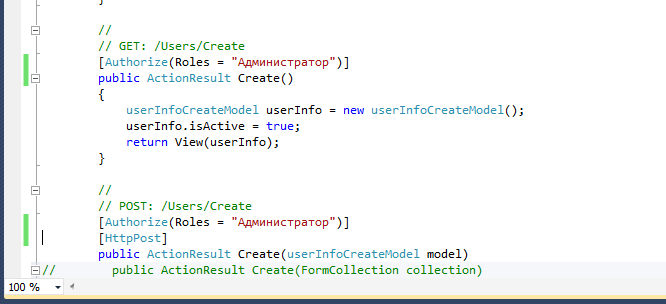 }
//
// GET: /Users/Create
[Authorize(Roles = "Администратор")]
public ActionResult Create()
{
userInfoCreateModel userInfo = new userInfoCreateModel();
userInfo.isActive = true;
return View(userInfo);
}
//
// POST: /Users/Create
[Authorize(Roles = "Администратор")]
[HttpPost]
public ActionResult Create(userInfoCreateModel model)
// public ActionResult Create(FormCollection collection)
100 %